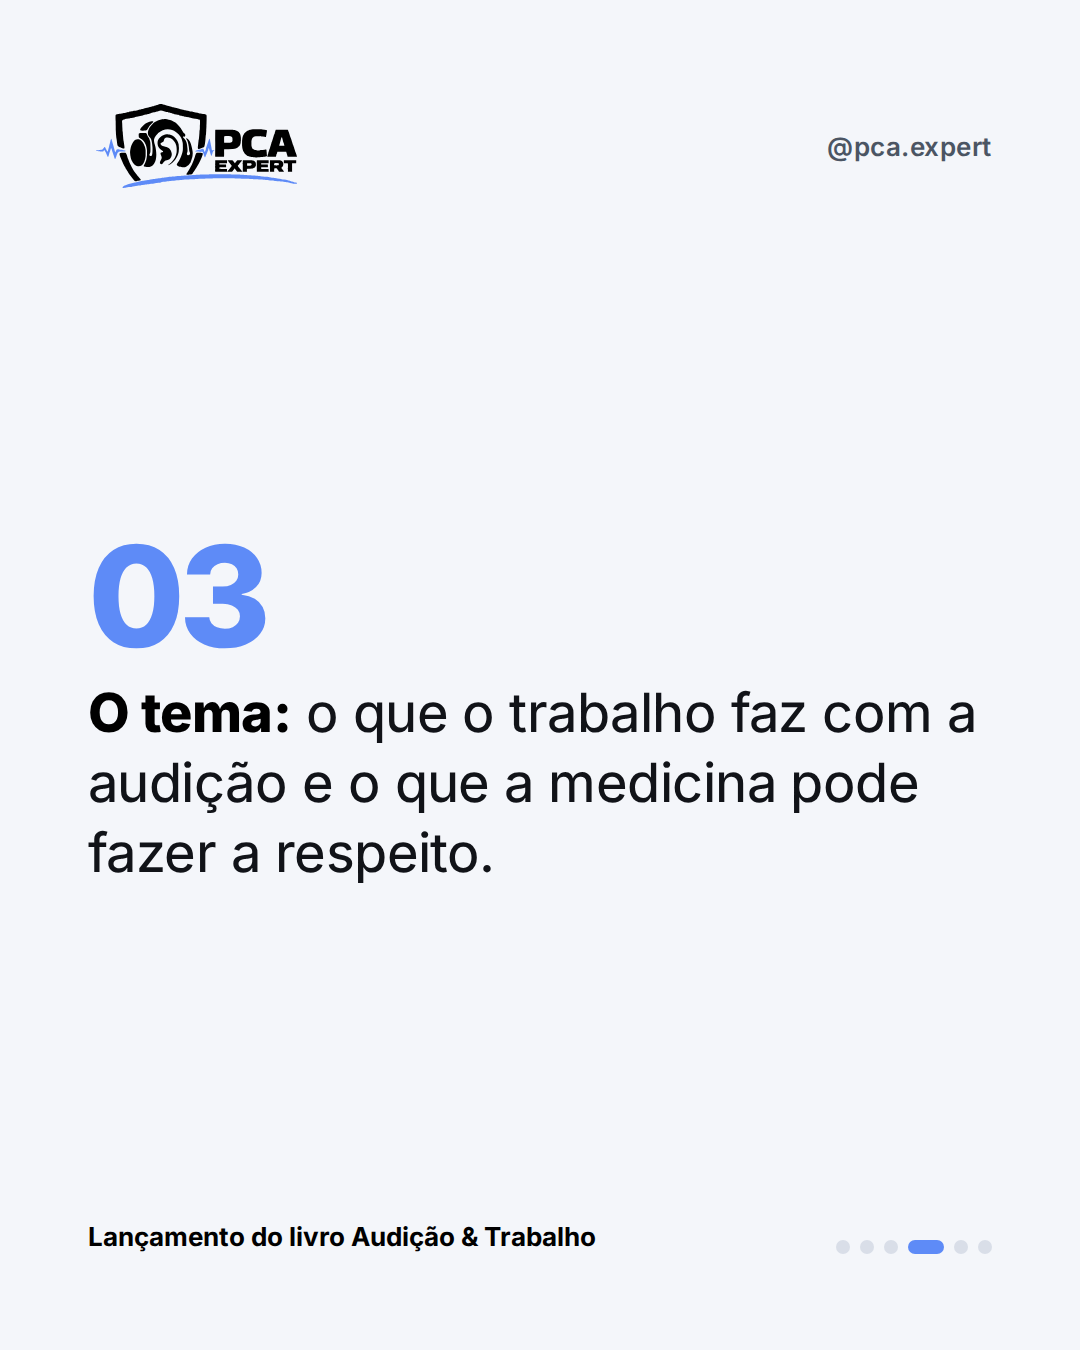 PCA
EXPERT
@pca.expert
03
O tema: o que o trabalho faz com a
audição e o que a medicina pode
fazer a respeito.
Lançamento do livro Audição & Trabalho